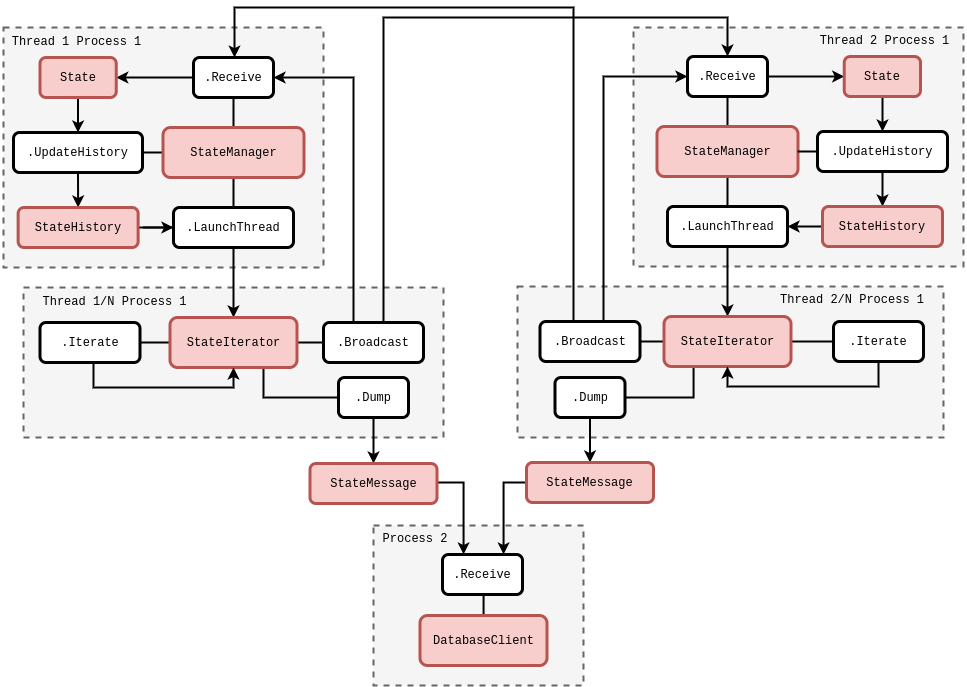 Thread 1 Process 1
State
.Receive
.UpdateHistory
StateManager
StateHistory
.LaunchThread
Thread 2 Process 1
.Receive
State
StateManager
.UpdateHistory
.LaunchThread
StateHistory
Thread 1/N Process 1
.Iterate
StateIterator
.Broadcast
.Dump
Thread 2/N Process 1
.Broadcast
StateIterator
.Iterate
.Dump
StateMessage
StateMessage
Process 2
.Receive
DatabaseClient